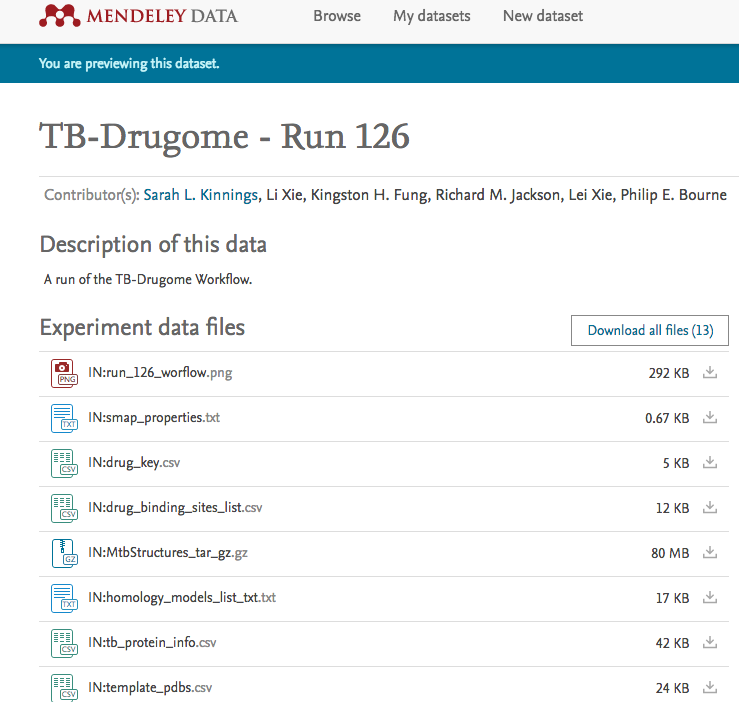 MENDELEY DATA Browse My datasets New dataset
You are previewing this dataset.
TB-Drugome - Run 126
Contributor(s): Sarah L. Kinnings, Li Xie, Kingston H. Fung, Richard M. Jackson, Lei Xie, Philip E. Bourne
Description of this data
A run of the TB-Drugome Workflow.
Experiment data files Download all files (13)
PNG IN:run_126_worflow.png 292 KB
TXT IN:smap_properties.txt 0.67 KB
CSV IN:drug_key.csv 5 KB
CSV IN:drug_binding_sites_list.csv 12 KB
GZ IN:MtbStructures_tar_gz.gz 80 MB
TXT IN:homology_models_list_txt.txt 17 KB
CSV IN:tb_protein_info.csv 42 KB
CSV IN:template_pdbs.csv 24 KB